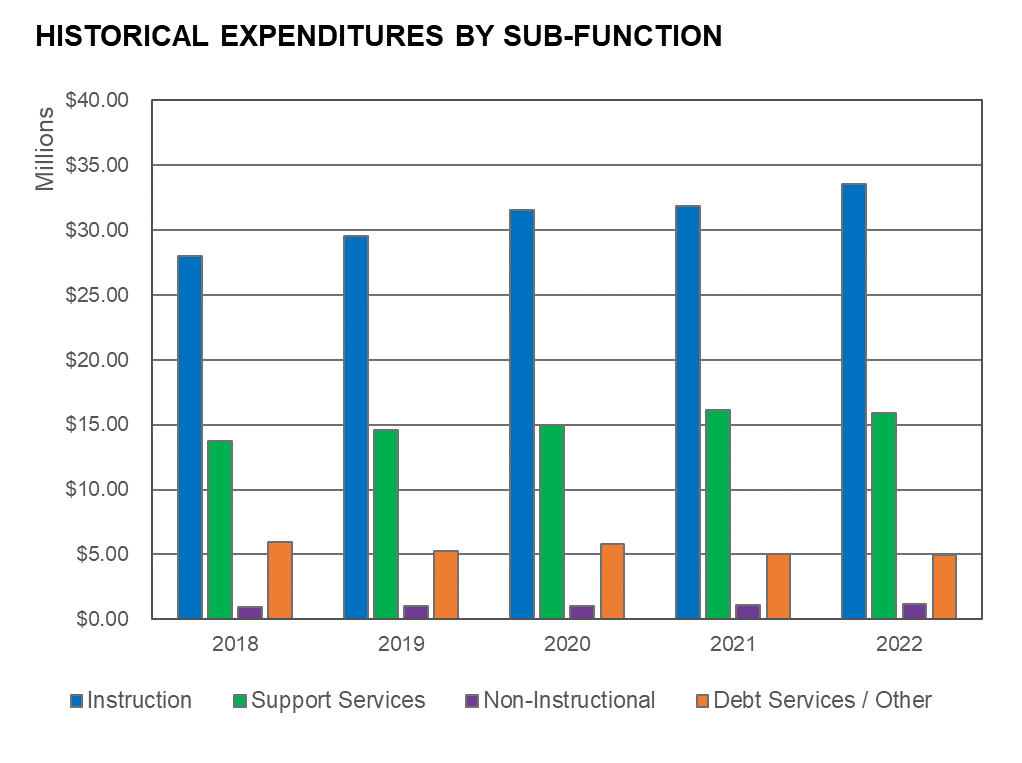 HISTORICAL EXPENDITURES BY SUB-FUNCTION
Millions
$40.00
$35.00
$30.00
$25.00
$20.00
$15.00
$10.00
$5.00
$0.00
2018 2019 2020 2021 2022
Instruction Support Services Non-Instructional Debt Services / Other